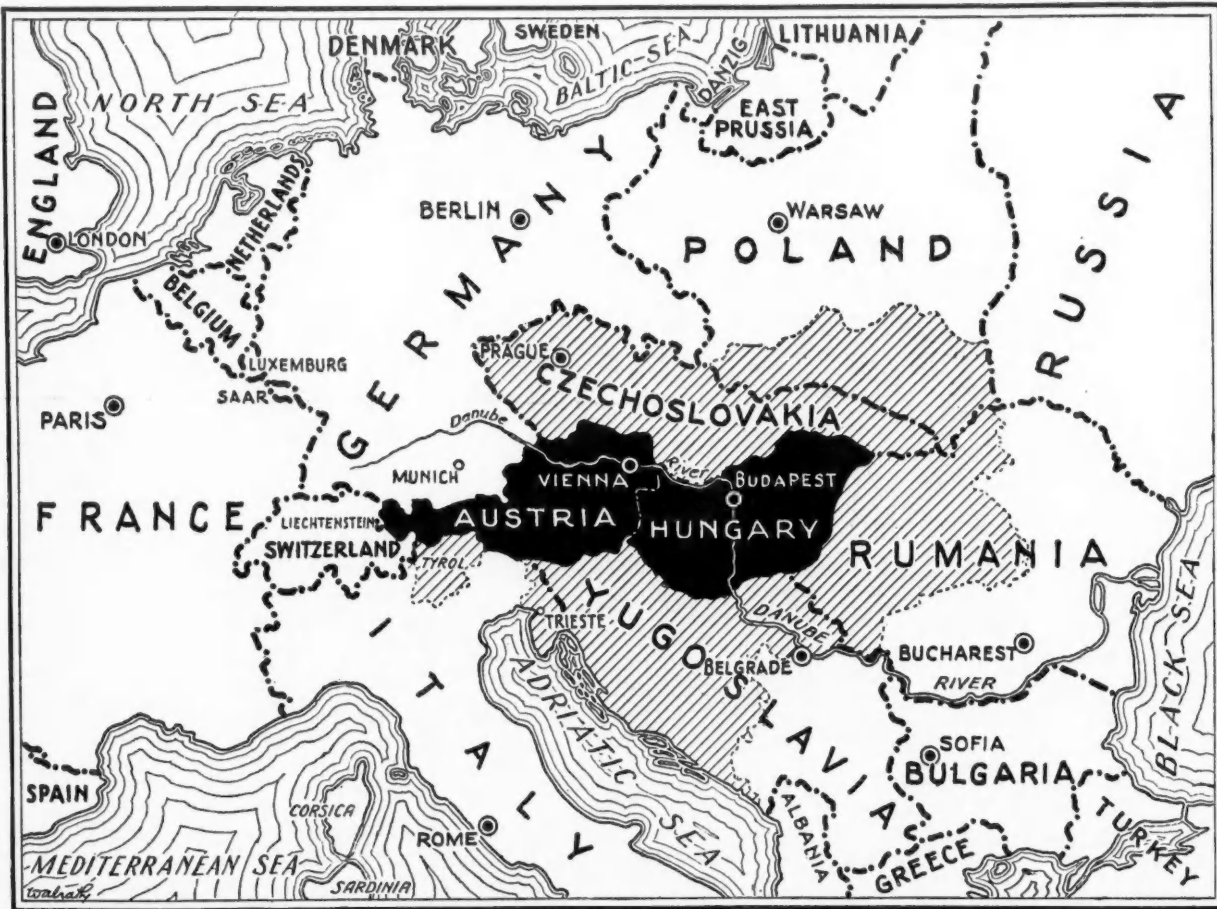 DENMARK
SWEDEN
BALTIC-SEA
LITHUANIA
DANZIG
EAST
PRUSSIA
NORTH SEA
ENGLAND
LONDON
NETHERLANDS
BELGIUM
LUXEMBURG
SAAR
PARIS
FRANCE
BERLIN
GERMANY
WARSAW
POLAND
RUSSIA
PRAGUE
CZECHOSLOVAKIA
Danube
River
MUNICH
VIENNA
BUDAPEST
AUSTRIA
HUNGARY
LIECHTENSTEIN
SWITZERLAND
TYROL
RUMANIA
TRIESTE
YUGOSLAVIA
DANUBE
BELGRADE
BUCHAREST
RIVER
BLACK SEA
ITALY
ADRIATIC SEA
SOFIA
BULGARIA
SPAIN
CORSICA
ROME
ALBANIA
GREECE
TURKEY
MEDITERRANEAN SEA
SARDINIA